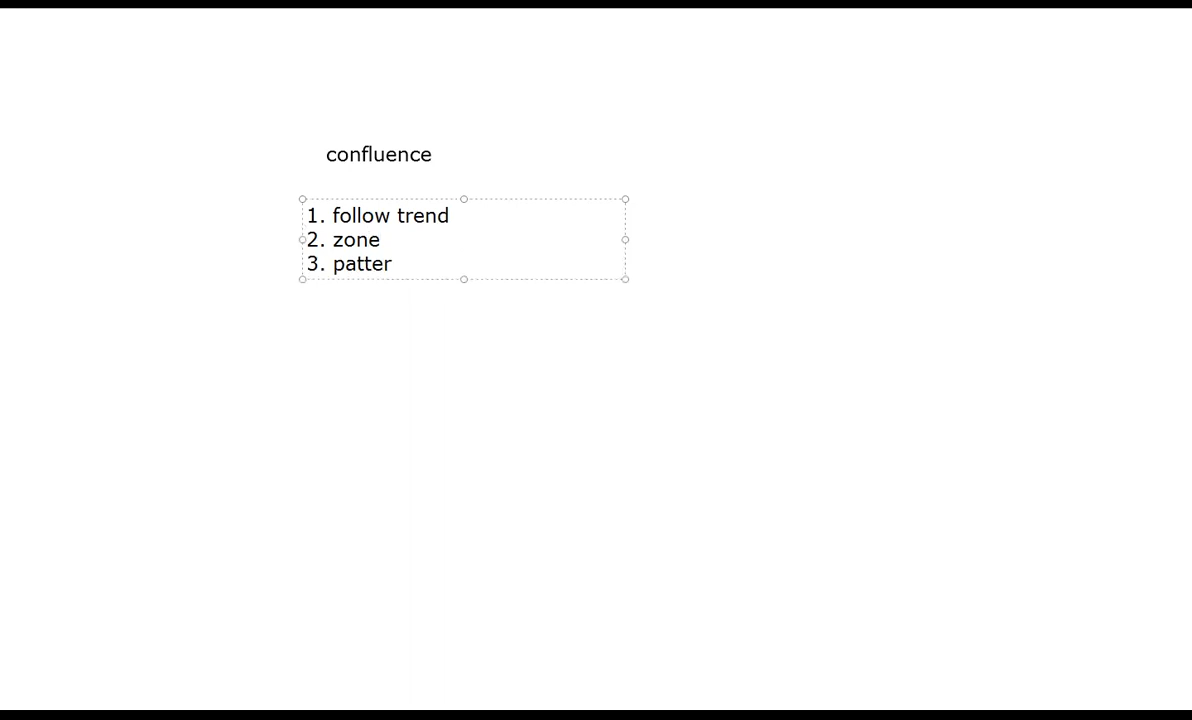 confluence
1. follow trend
2. zone
3. patter